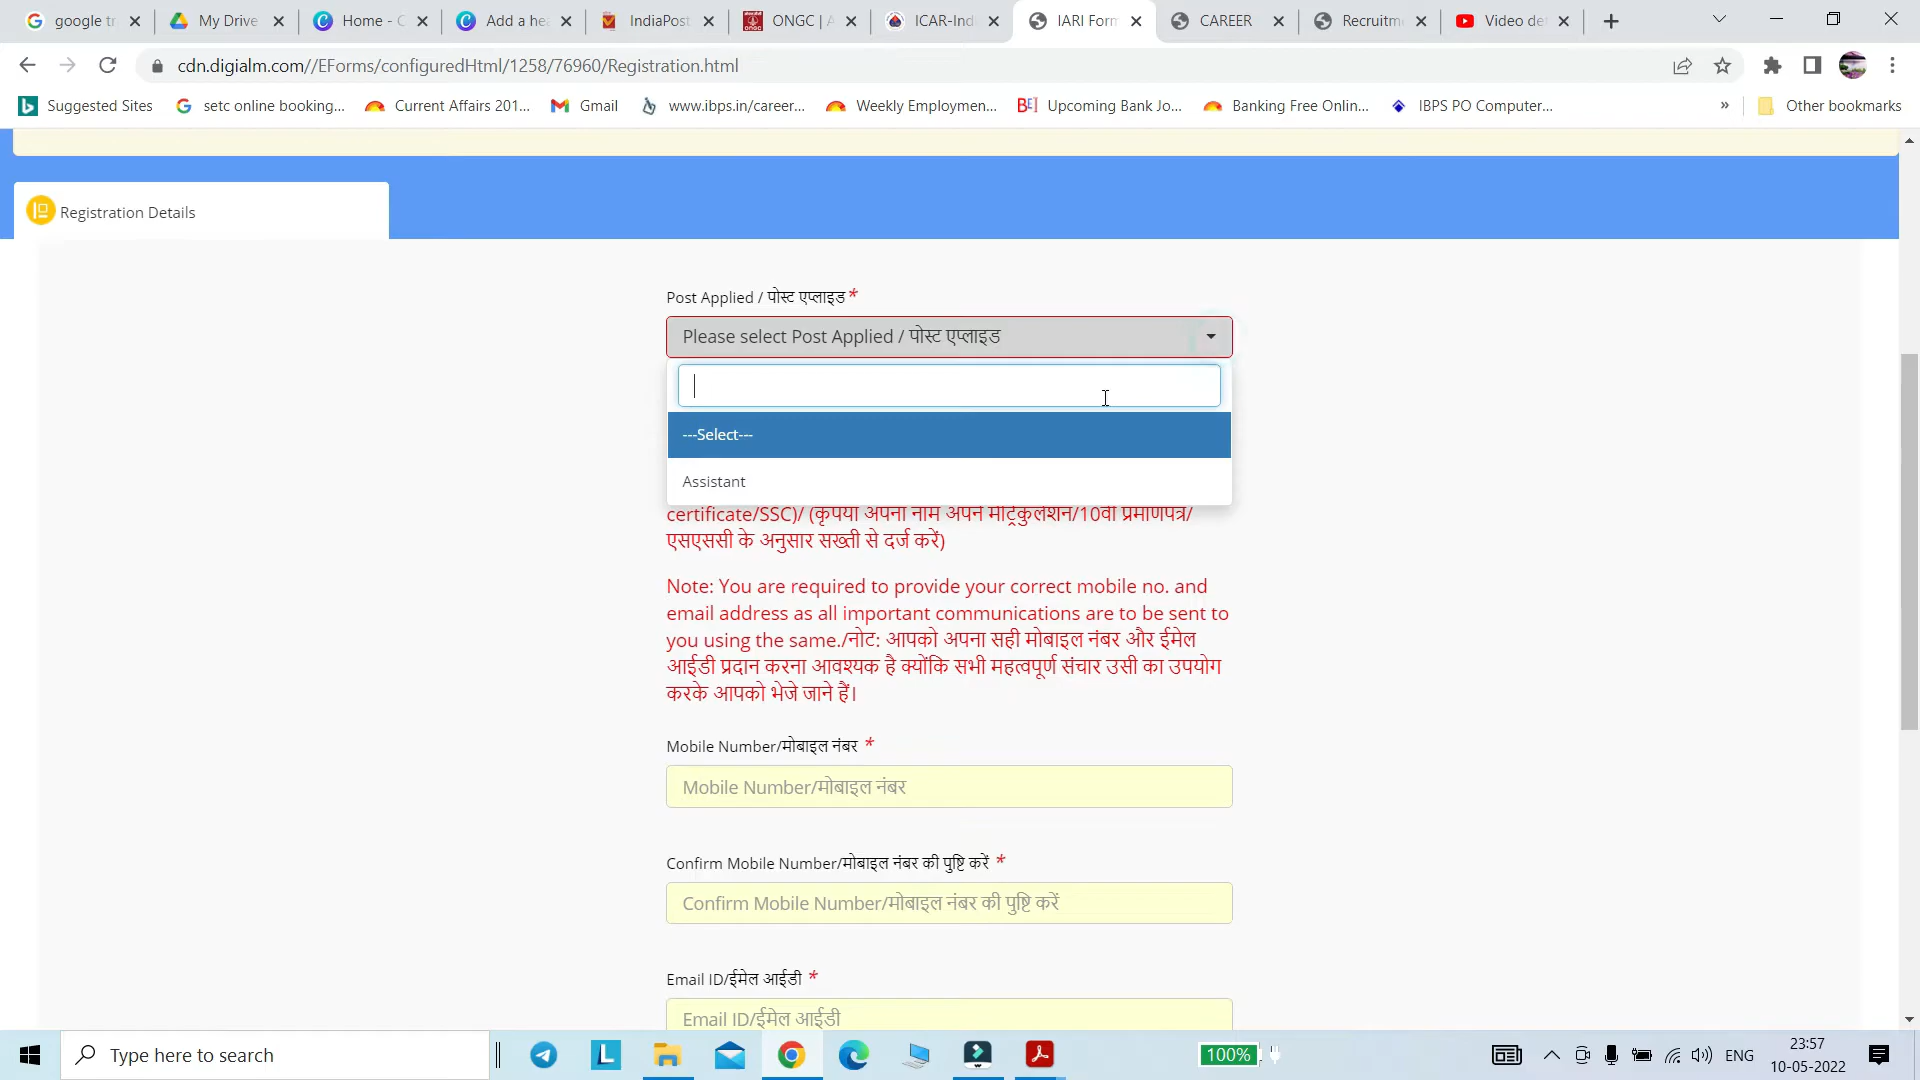 google tr
My Drive
Home - C
Add a hea
IndiaPost
ONGC | A
ICAR-Ind
IARI Form
CAREER
Recruitme
Video det
cdn.digialm.com//EForms/configuredHtml/1258/76960/Registration.html
Suggested Sites
setc online booking...
Current Affairs 201...
Gmail
www.ibps.in/career...
Weekly Employmen...
Upcoming Bank Jo...
Banking Free Onlin...
IBPS PO Computer...
»
Other bookmarks
Registration Details
Post Applied / पोस्ट एप्लाइड*
Please select Post Applied / पोस्ट एप्लाइड
---Select---
Assistant
certificate/SSC)/ (कृपया अपना नाम अपने मैट्रिकुलेशन/10वीं प्रमाणपत्र/
एसएससी के अनुसार सख्ती से दर्ज करें)
Note: You are required to provide your correct mobile no. and
email address as all important communications are to be sent to
you using the same./नोट: आपको अपना सही मोबाइल नंबर और ईमेल
आईडी प्रदान करना आवश्यक है क्योंकि सभी महत्वपूर्ण संचार उसी का उपयोग
करके आपको भेजे जाने हैं।
Mobile Number/मोबाइल नंबर *
Mobile Number/मोबाइल नंबर
Confirm Mobile Number/मोबाइल नंबर की पुष्टि करें *
Confirm Mobile Number/मोबाइल नंबर की पुष्टि करें
Email ID/ईमेल आईडी *
Email ID/ईमेल आईडी
Type here to search
100%
ENG
23:57
10-05-2022